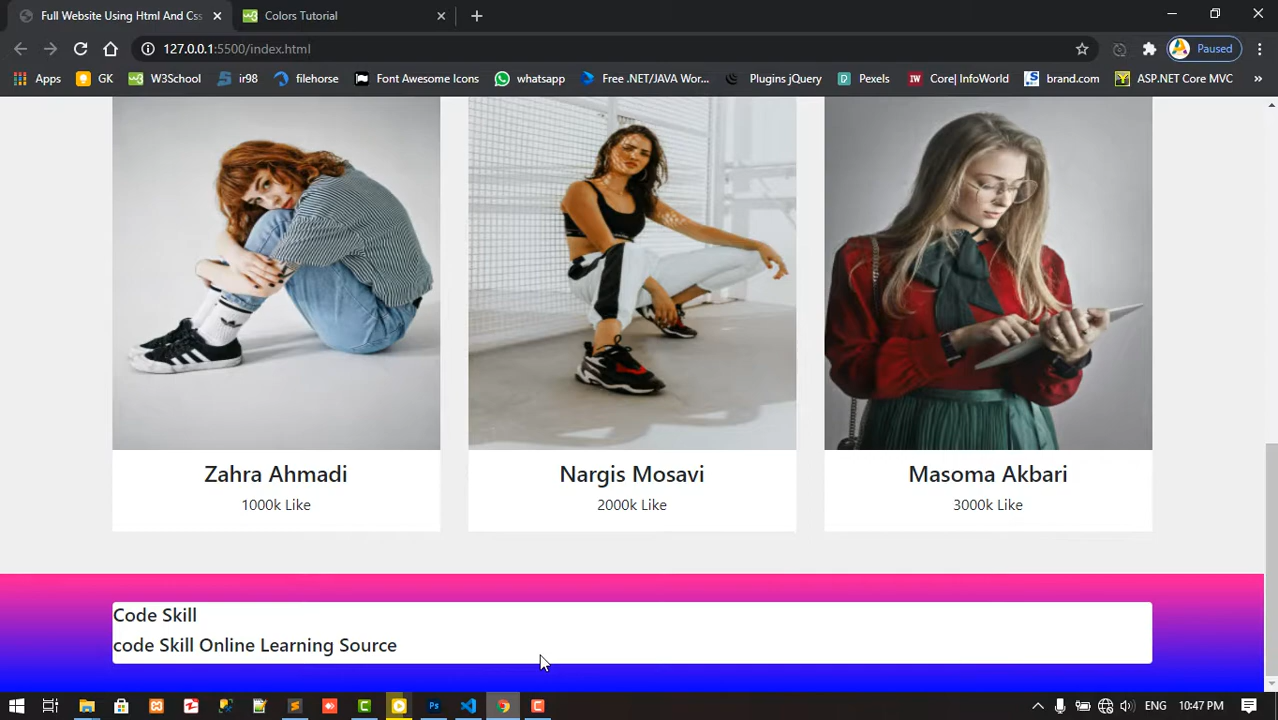 Full Website Using Html And Css
Colors Tutorial
127.0.0.1:5500/index.html
Paused
Apps
GK
W3School
ir98
filehorse
Font Awesome Icons
whatsapp
Free .NET/JAVA Wor...
Plugins jQuery
Pexels
Core| InfoWorld
brand.com
ASP.NET Core MVC
Zahra Ahmadi
1000k Like
Nargis Mosavi
2000k Like
Masoma Akbari
3000k Like
Code Skill
code Skill Online Learning Source
10:47 PM